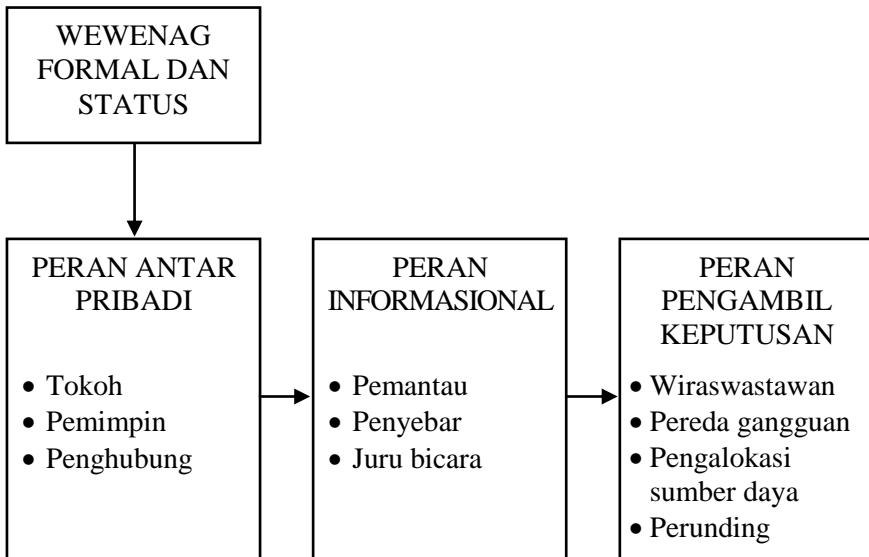 WEWENAG
FORMAL DAN
STATUS
PERAN ANTAR
PRIBADI
• Tokoh
• Pemimpin
• Penghubung
PERAN
INFORMASIONAL
• Pemantau
• Penyebar
• Juru bicara
PERAN
PENGAMBIL
KEPUTUSAN
• Wiraswastawan
• Pereda gangguan
• Pengalokasi
sumber daya
• Perunding